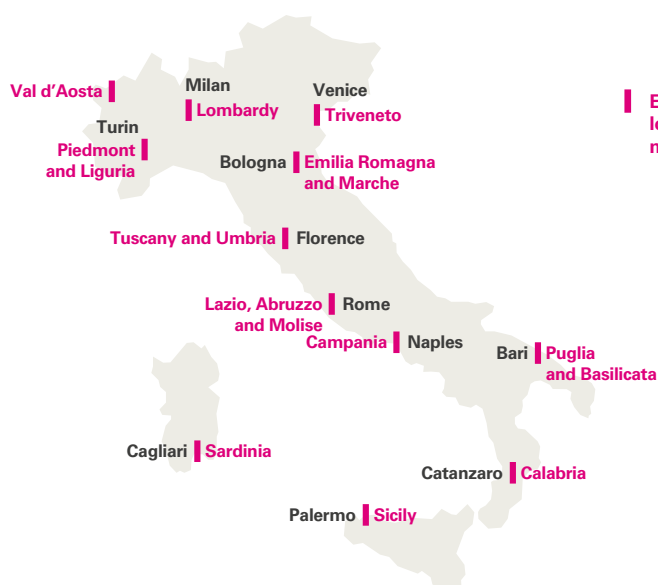 Milan
Venice
Val d’Aosta
Lombardy
Triveneto
Turin
Piedmont
and Liguria
Bologna
Emilia Romagna
and Marche
Tuscany and Umbria
Florence
Lazio, Abruzzo
and Molise
Rome
Campania
Naples
Bari
Puglia
and Basilicata
Cagliari
Sardinia
Catanzaro
Calabria
Palermo
Sicily